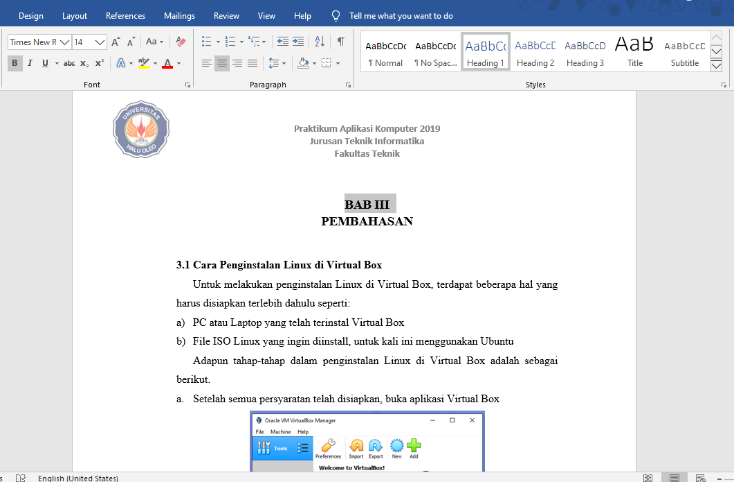 Design Layout References Mailings Review View Help Tell me what you want to do
Times New R 14 Aa
B I U abc x₂ x² A A
AaBbCcDc AaBbCcDc AaBbCc AaBbCcE AaBbCcD AaB AaBbCcD
¶ Normal ¶ No Spac... Heading 1 Heading 2 Heading 3 Title Subtitle
Font Paragraph Styles
UNIVERSITAS
HALU OLEO
Praktikum Aplikasi Komputer 2019
Jurusan Teknik Informatika
Fakultas Teknik
BAB III
PEMBAHASAN
3.1 Cara Penginstalan Linux di Virtual Box
Untuk melakukan penginstalan Linux di Virtual Box, terdapat beberapa hal yang
harus disiapkan terlebih dahulu seperti:
a) PC atau Laptop yang telah terinstal Virtual Box
b) File ISO Linux yang ingin diinstall, untuk kali ini menggunakan Ubuntu
Adapun tahap-tahap dalam penginstalan Linux di Virtual Box adalah sebagai
berikut.
a. Setelah semua persyaratan telah disiapkan, buka aplikasi Virtual Box
Oracle VM VirtualBox Manager
File Machine Help
Tools Preferences Import Export New Add
Welcome to VirtualBox!
English (United States)